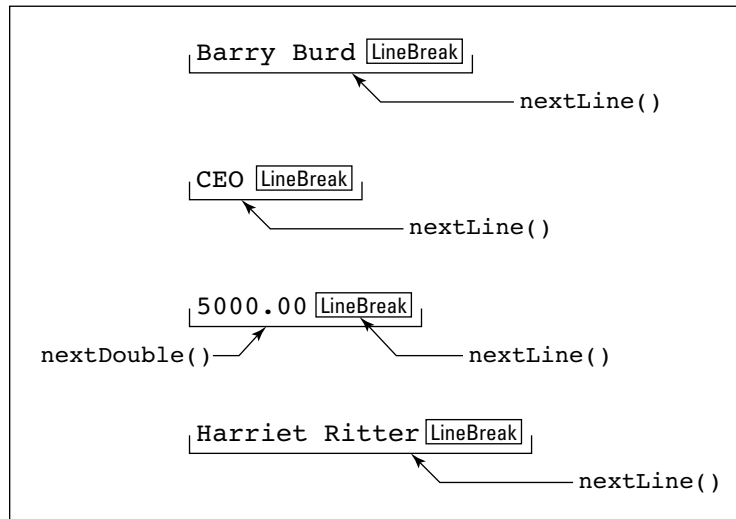 Barry Burd LineBreak
nextLine()
CEO LineBreak
nextLine()
5000.00 LineBreak
nextDouble() nextLine()
Harriet Ritter LineBreak
nextLine()